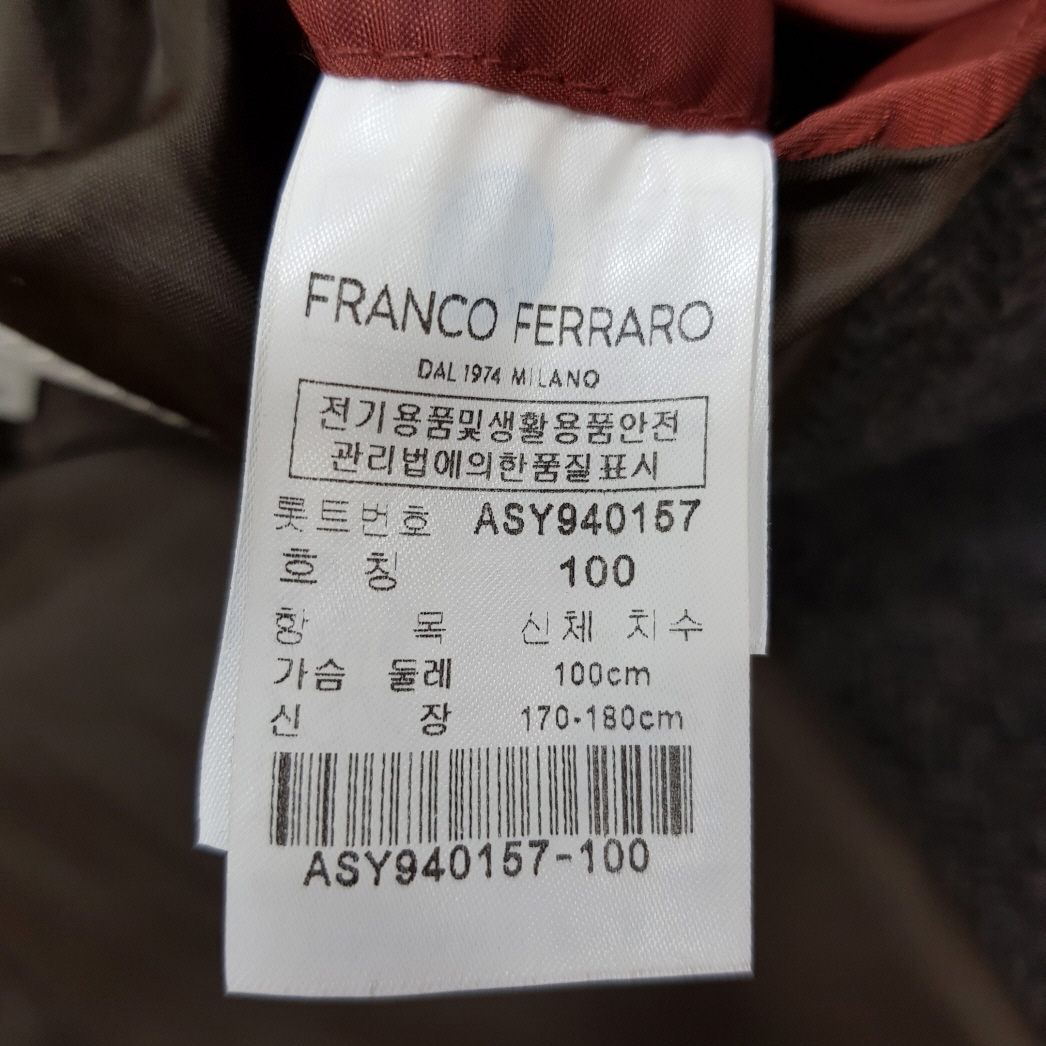 FRANCO FERRARO
DAL 1974 MILANO
전기용품및생활용품안전
관리법에의한품질표시
롯트번호 ASY940157
호 칭 100
항 목 신체 치수
가슴 둘레 100cm
신 장 170-180cm
ASY940157-100